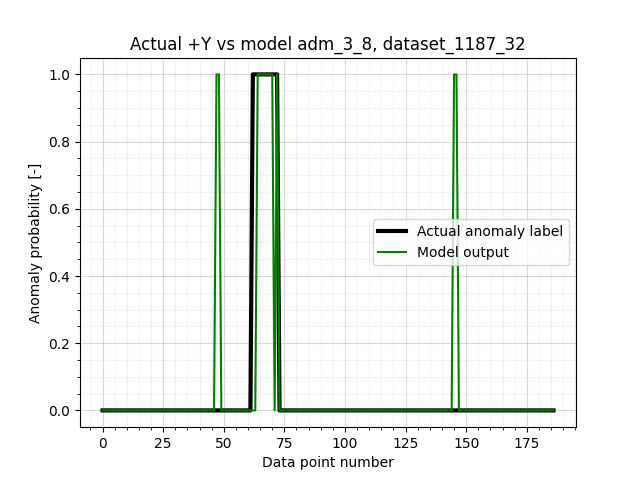 Actual +Y vs model adm_3_8, dataset_1187_32
1.0
0.8
0.6
0.4
0.2
0.0
Anomaly probability [-]
Actual anomaly label
Model output
0 25 50 75 100 125 150 175
Data point number